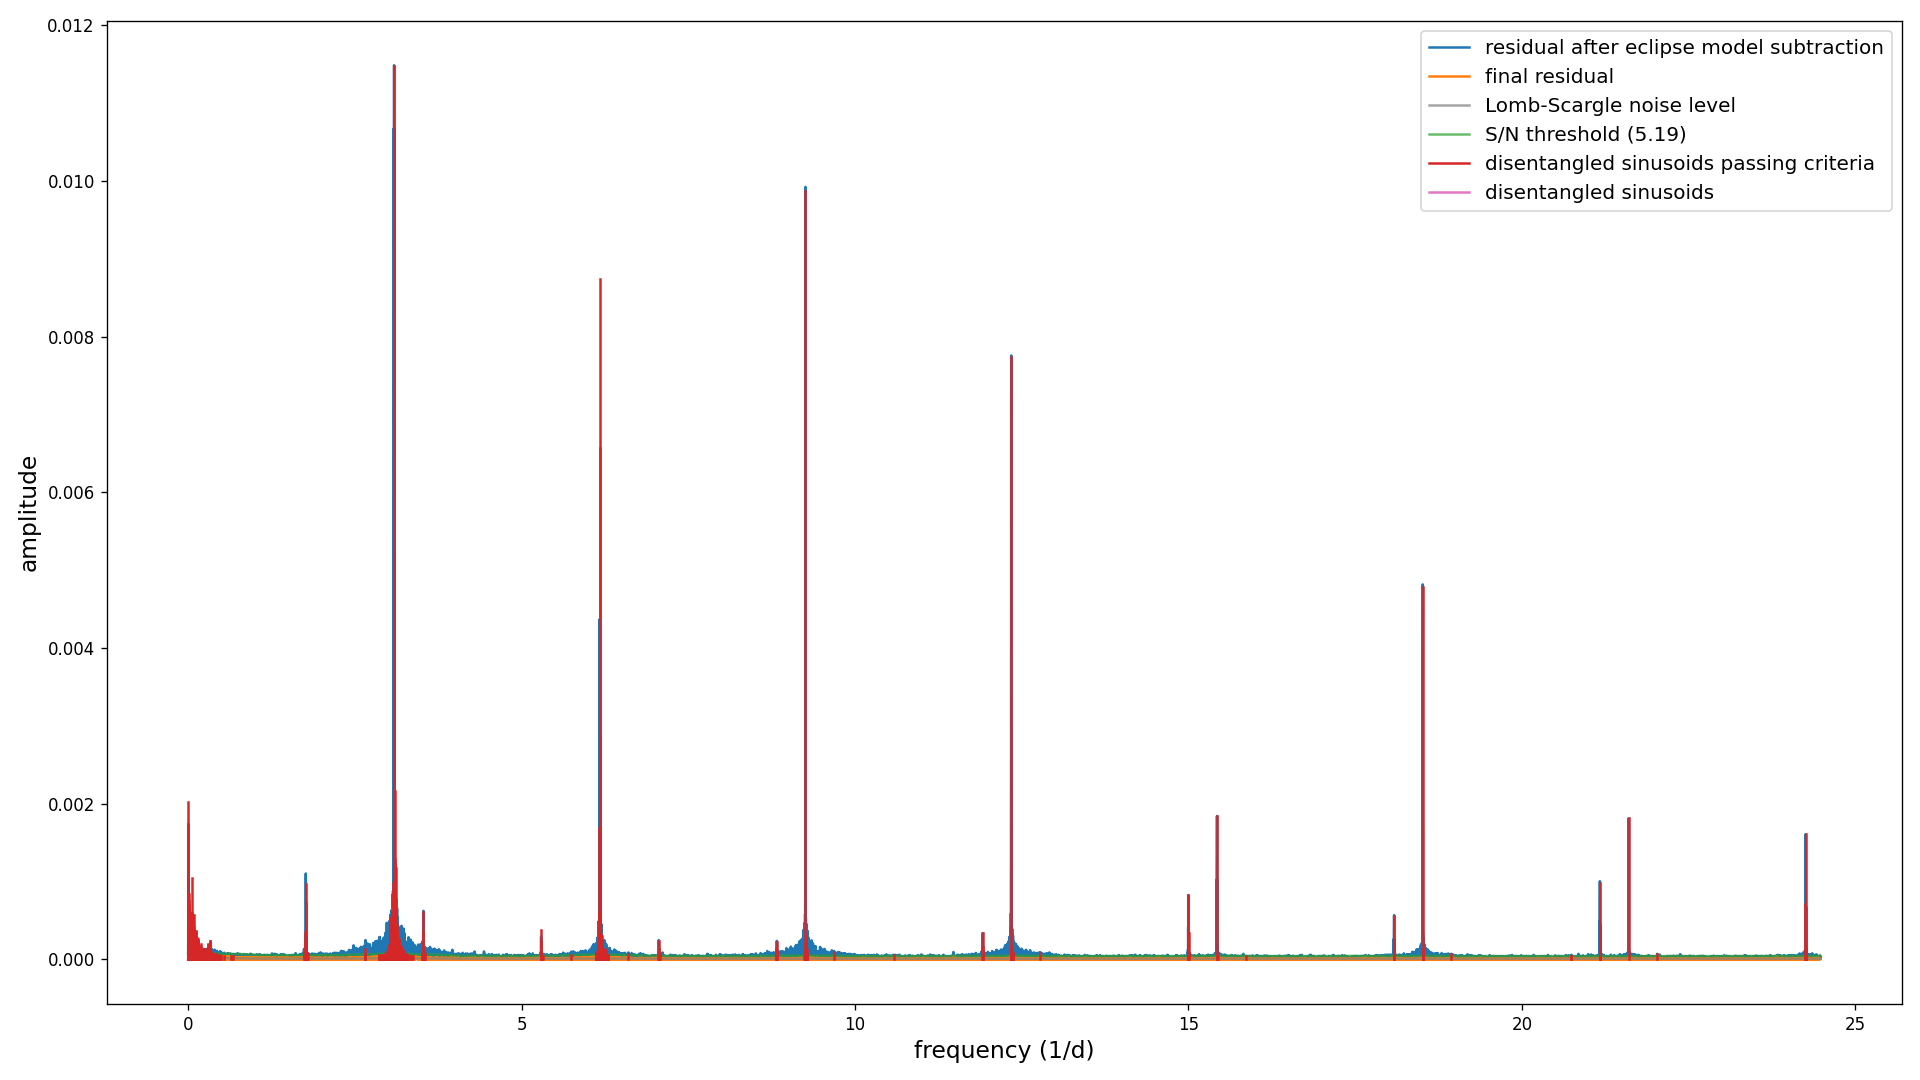 0.012
0.010
0.008
0.006
0.004
0.002
0.000
amplitude
residual after eclipse model subtraction
final residual
Lomb-Scargle noise level
S/N threshold (5.19)
disentangled sinusoids passing criteria
disentangled sinusoids
0 5 10 15 20 25
frequency (1/d)